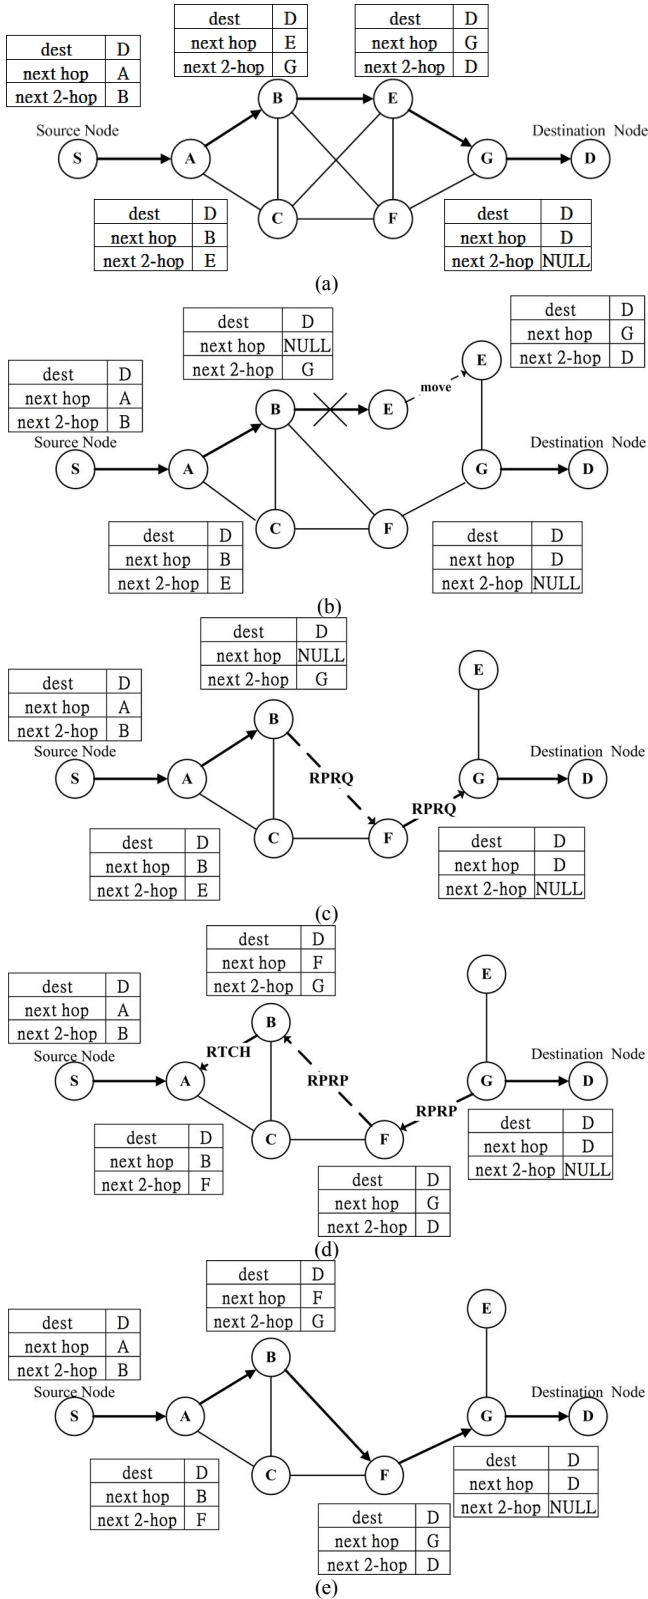 dest D
next hop E
next 2-hop G
dest D
next hop G
next 2-hop D
dest D
next hop A
next 2-hop B
B
E
Source Node
Destination Node
S
A
G
D
C
F
dest D
next hop B
next 2-hop E
dest D
next hop D
next 2-hop NULL
(a)
dest D
next hop NULL
next 2-hop G
dest D
next hop G
next 2-hop D
dest D
next hop A
next 2-hop B
E
move
B
E
Source Node
Destination Node
S
A
G
D
C
F
dest D
next hop B
next 2-hop E
dest D
next hop D
next 2-hop NULL
(b)
dest D
next hop NULL
next 2-hop G
dest D
next hop A
next 2-hop B
E
B
Source Node
Destination Node
S
A
RPRQ
G
D
RPRQ
C
F
dest D
next hop B
next 2-hop E
dest D
next hop D
next 2-hop NULL
(c)
dest D
next hop F
next 2-hop G
dest D
next hop A
next 2-hop B
E
B
RTCH
Source Node
Destination Node
S
A
RPRP
G
D
RPRP
C
F
dest D
next hop B
next 2-hop F
dest D
next hop D
next 2-hop NULL
dest D
next hop G
next 2-hop D
(d)
dest D
next hop F
next 2-hop G
dest D
next hop A
next 2-hop B
E
B
Source Node
Destination Node
S
A
G
D
C
F
dest D
next hop B
next 2-hop F
dest D
next hop D
next 2-hop NULL
dest D
next hop G
next 2-hop D
(e)